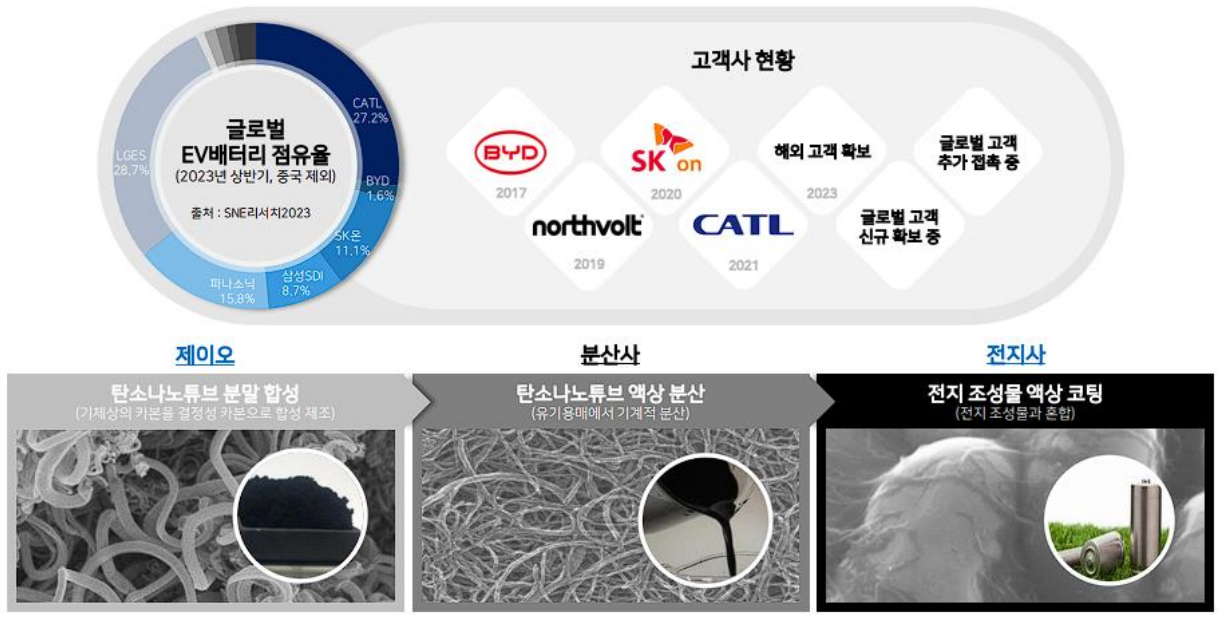 글로벌
EV배터리 점유율
(2023년 상반기, 중국 제외)
출처 : SNE리서치2023
CATL
27.2%
BYD
1.6%
SK온
11.1%
삼성SDI
8.7%
파나소닉
15.8%
LGES
28.7%
고객사 현황
BYD
2017
SK on
2020
해외 고객 확보
2023
글로벌 고객
추가 접촉 중
northvolt
2019
CATL
2021
글로벌 고객
신규 확보 중
제이오
탄소나노튜브 분말 합성
(기체상의 카본을 결정성 카본으로 합성 제조)
분산사
탄소나노튜브 액상 분산
(유기용매에서 기계적 분산)
전지사
전지 조성물 액상 코팅
(전지 조성물과 혼합)